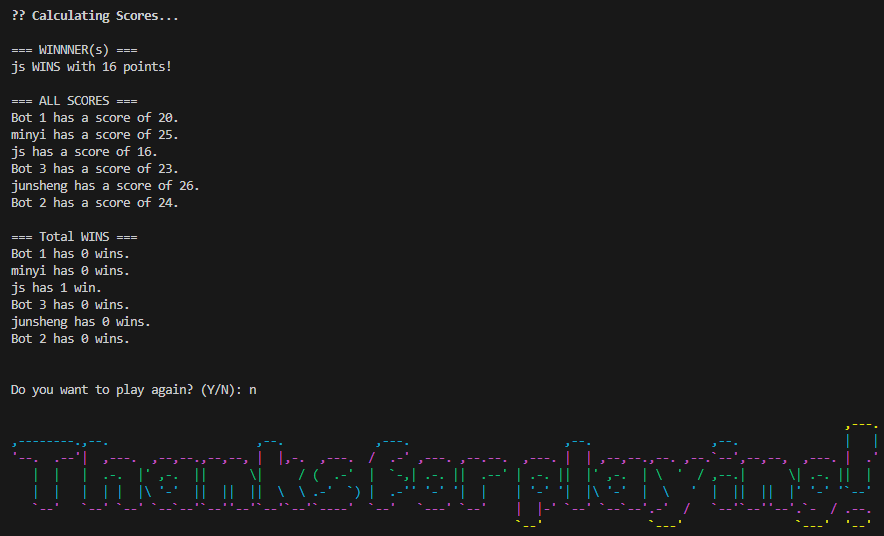 ?? Calculating Scores...
=== WINNNER(s) ===
js WINS with 16 points!
=== ALL SCORES ===
Bot 1 has a score of 20.
minyi has a score of 25.
js has a score of 16.
Bot 3 has a score of 23.
junsheng has a score of 26.
Bot 2 has a score of 24.
=== Total WINS ===
Bot 1 has 0 wins.
minyi has 0 wins.
js has 1 win.
Bot 3 has 0 wins.
junsheng has 0 wins.
Bot 2 has 0 wins.
Do you want to play again? (Y/N): n
Thanks for playing!